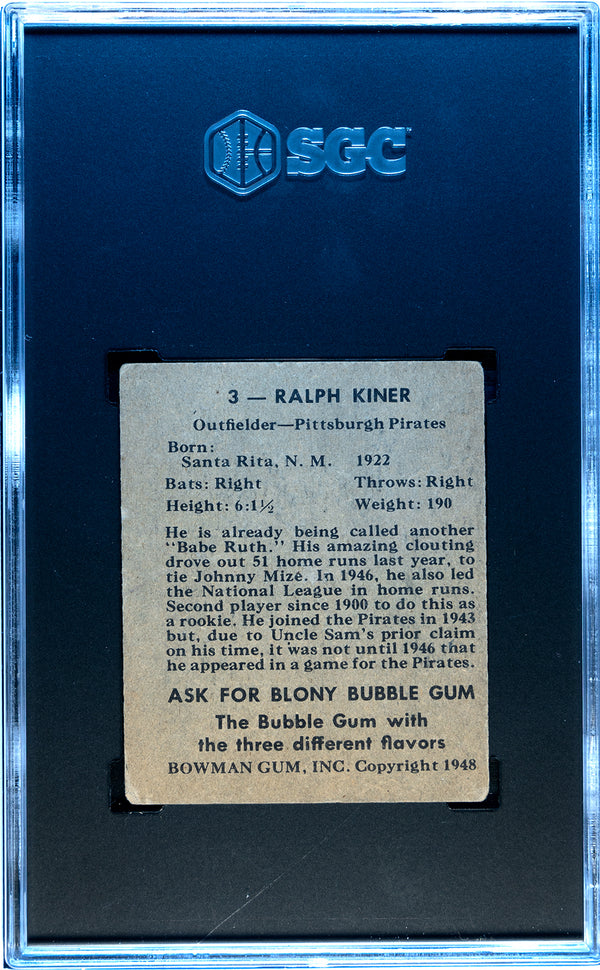 SGC
3 — RALPH KINER
Outfielder—Pittsburgh Pirates
Born:
Santa Rita, N. M. 1922
Bats: Right Throws: Right
Height: 6:1½ Weight: 190
He is already being called another
"Babe Ruth." His amazing clouting
drove out 51 home runs last year, to
tie Johnny Mize. In 1946, he also led
the National League in home runs.
Second player since 1900 to do this as
a rookie. He joined the Pirates in 1943
but, due to Uncle Sam's prior claim
on his time, it was not until 1946 that
he appeared in a game for the Pirates.
ASK FOR BLONY BUBBLE GUM
The Bubble Gum with
the three different flavors
BOWMAN GUM, INC. Copyright 1948